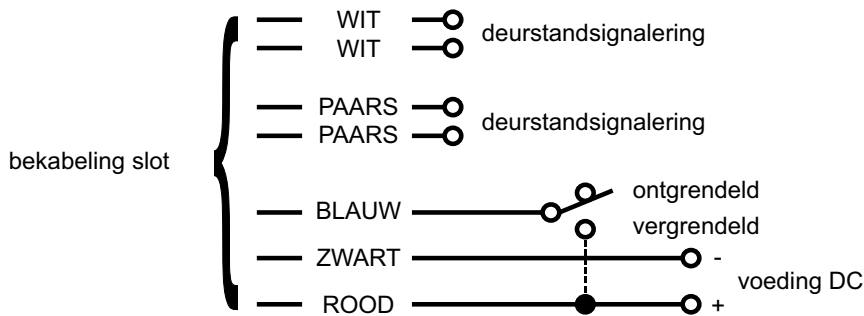 WIT
WIT
deurstandsignalering
PAARS
PAARS
deurstandsignalering
bekabeling slot
BLAUW
ontgrendeld
vergrendeld
ZWART
-
voeding DC
ROOD
+